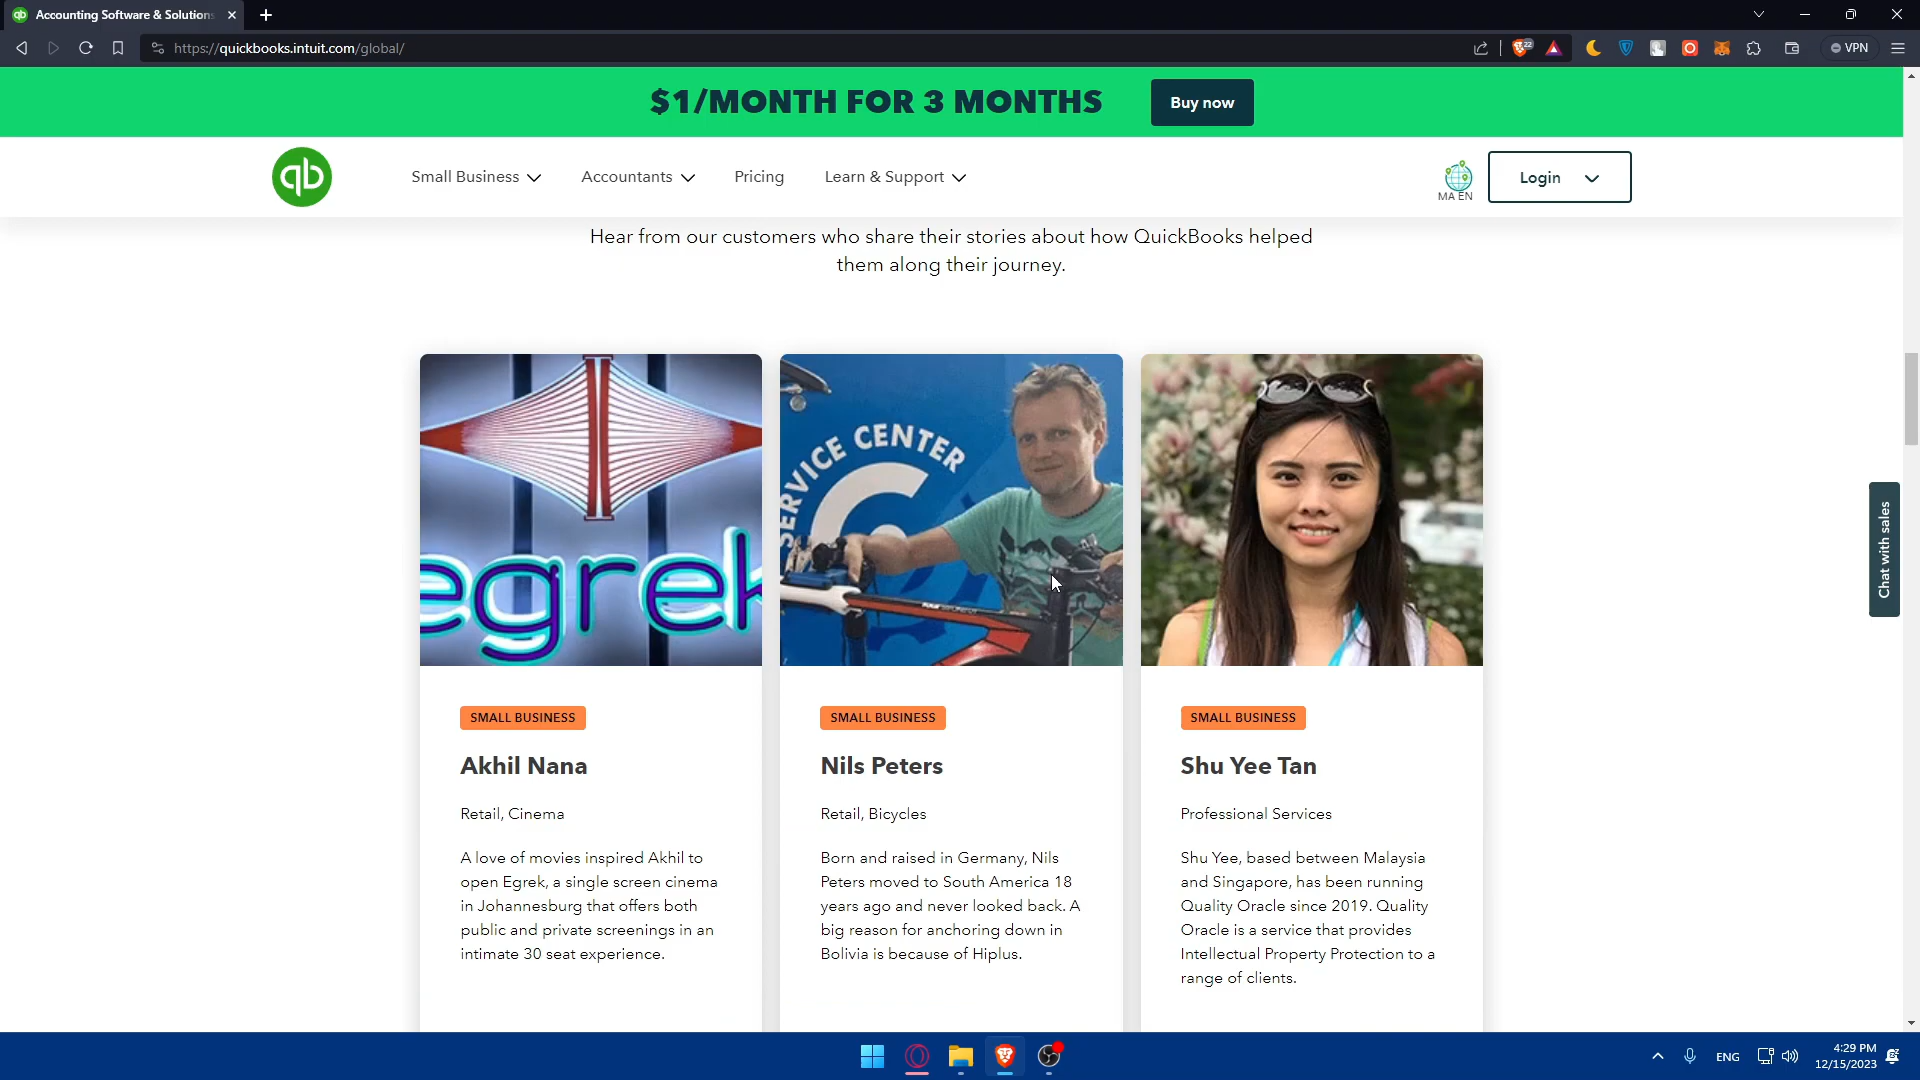 Accounting Software & Solution
https://quickbooks.intuit.com/global/
22
VPN
$1/MONTH FOR 3 MONTHS
Buy now
qb
Small Business
Accountants
Pricing
Learn & Support
MA EN
Login
Hear from our customers who share their stories about how QuickBooks helped
them along their journey.
egrek
SERVICE CENTER
Chat with sales
SMALL BUSINESS
Akhil Nana
Retail, Cinema
A love of movies inspired Akhil to
open Egrek, a single screen cinema
in Johannesburg that offers both
public and private screenings in an
intimate 30 seat experience.
SMALL BUSINESS
Nils Peters
Retail, Bicycles
Born and raised in Germany, Nils
Peters moved to South America 18
years ago and never looked back. A
big reason for anchoring down in
Bolivia is because of Hiplus.
SMALL BUSINESS
Shu Yee Tan
Professional Services
Shu Yee, based between Malaysia
and Singapore, has been running
Quality Oracle since 2019. Quality
Oracle is a service that provides
Intellectual Property Protection to a
range of clients.
ENG
4:29 PM
12/15/2023